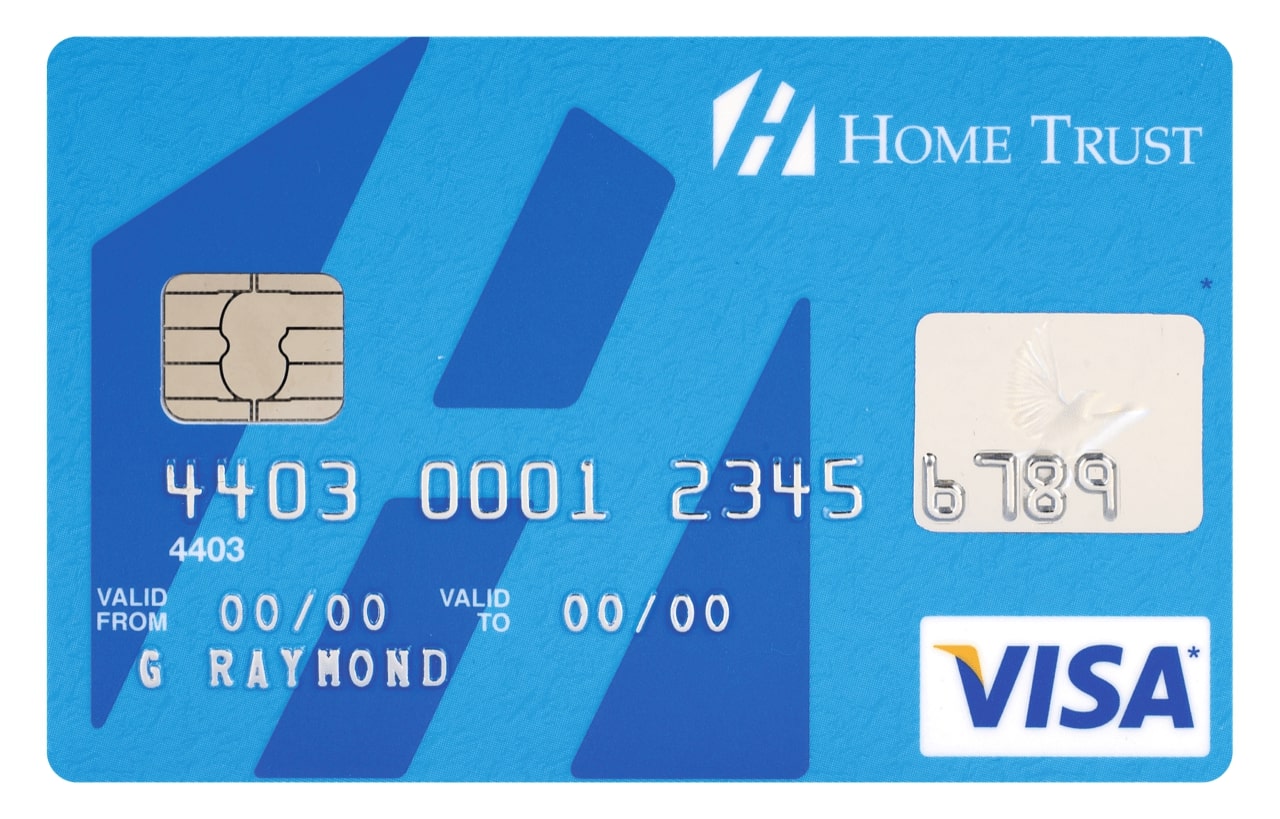 HOME TRUST
*
4403 0001 2345 6789
4403
VALID FROM 00/00 VALID TO 00/00
G RAYMOND
VISA*